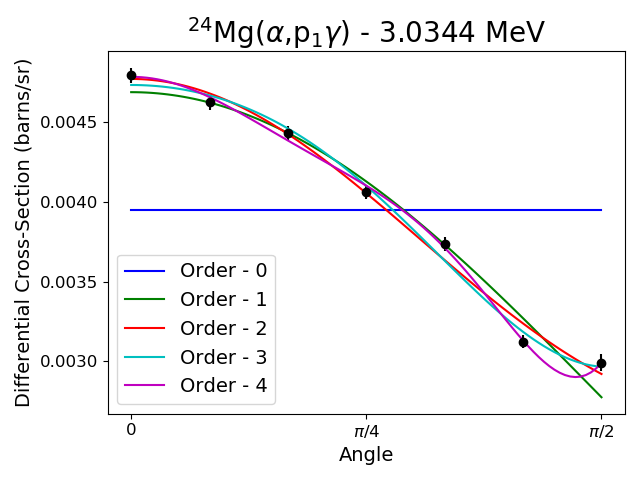 ²⁴Mg(α,p₁γ) - 3.0344 MeV
Differential Cross-Section (barns/sr)
0.0045
0.0040
0.0035
0.0030
Order - 0
Order - 1
Order - 2
Order - 3
Order - 4
0
π/4
π/2
Angle